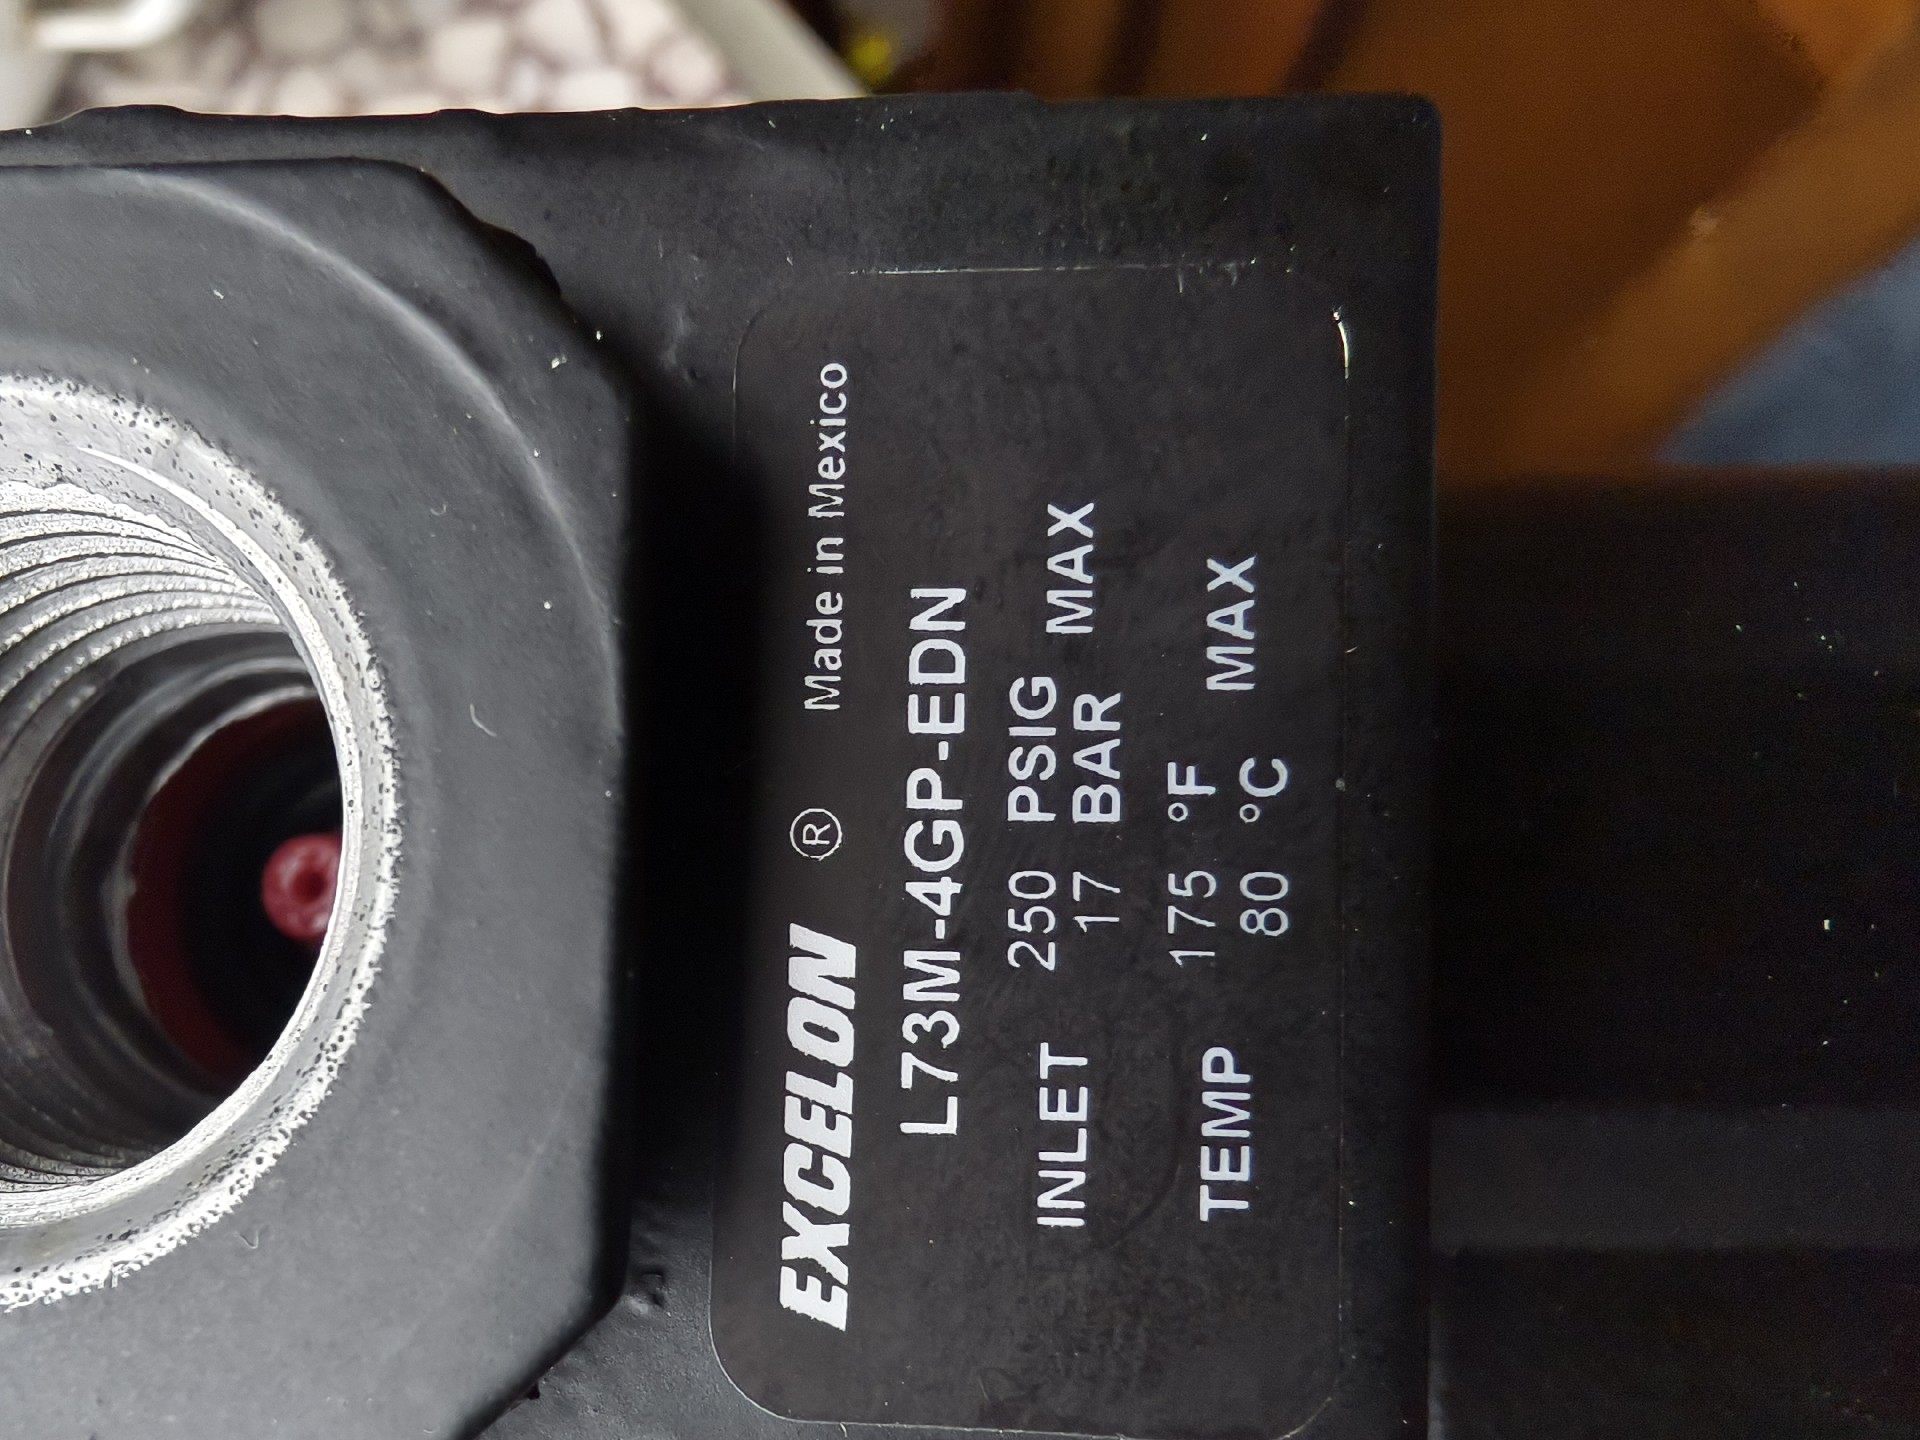 EXCELON ® Made in Mexico
L73M-4GP-EDN
INLET 250 PSIG MAX
17 BAR
TEMP 175 °F MAX
80 °C